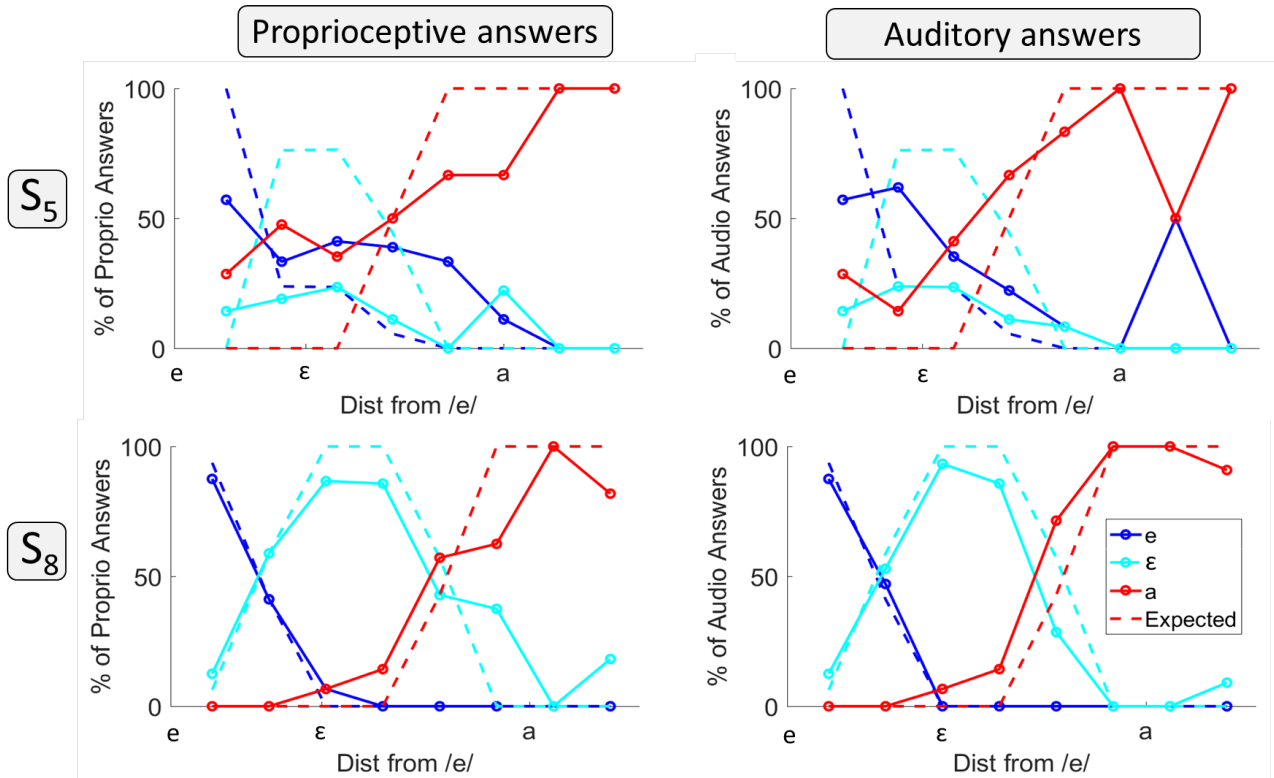 Proprioceptive answers
Auditory answers
S5
% of Proprio Answers
100
50
0
e
ε
a
Dist from /e/
% of Audio Answers
100
50
0
e
ε
a
Dist from /e/
S8
% of Proprio Answers
100
50
0
e
ε
a
Dist from /e/
% of Audio Answers
100
50
0
e
ε
a
Dist from /e/
e
ε
a
Expected